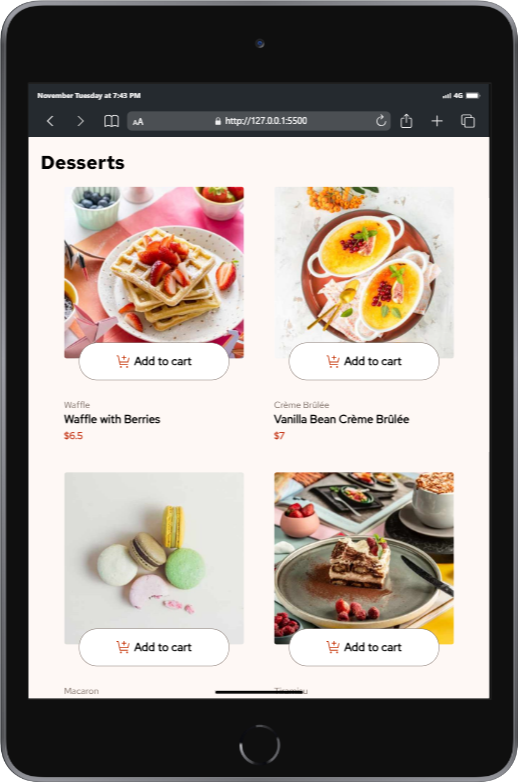 November Tuesday at 7:43 PM
4G
AA
http://127.0.0.1:5500
Desserts
Add to cart
Add to cart
Waffle
Waffle with Berries
$6.5
Crème Brûlée
Vanilla Bean Crème Brûlée
$7
Add to cart
Add to cart
Macaron